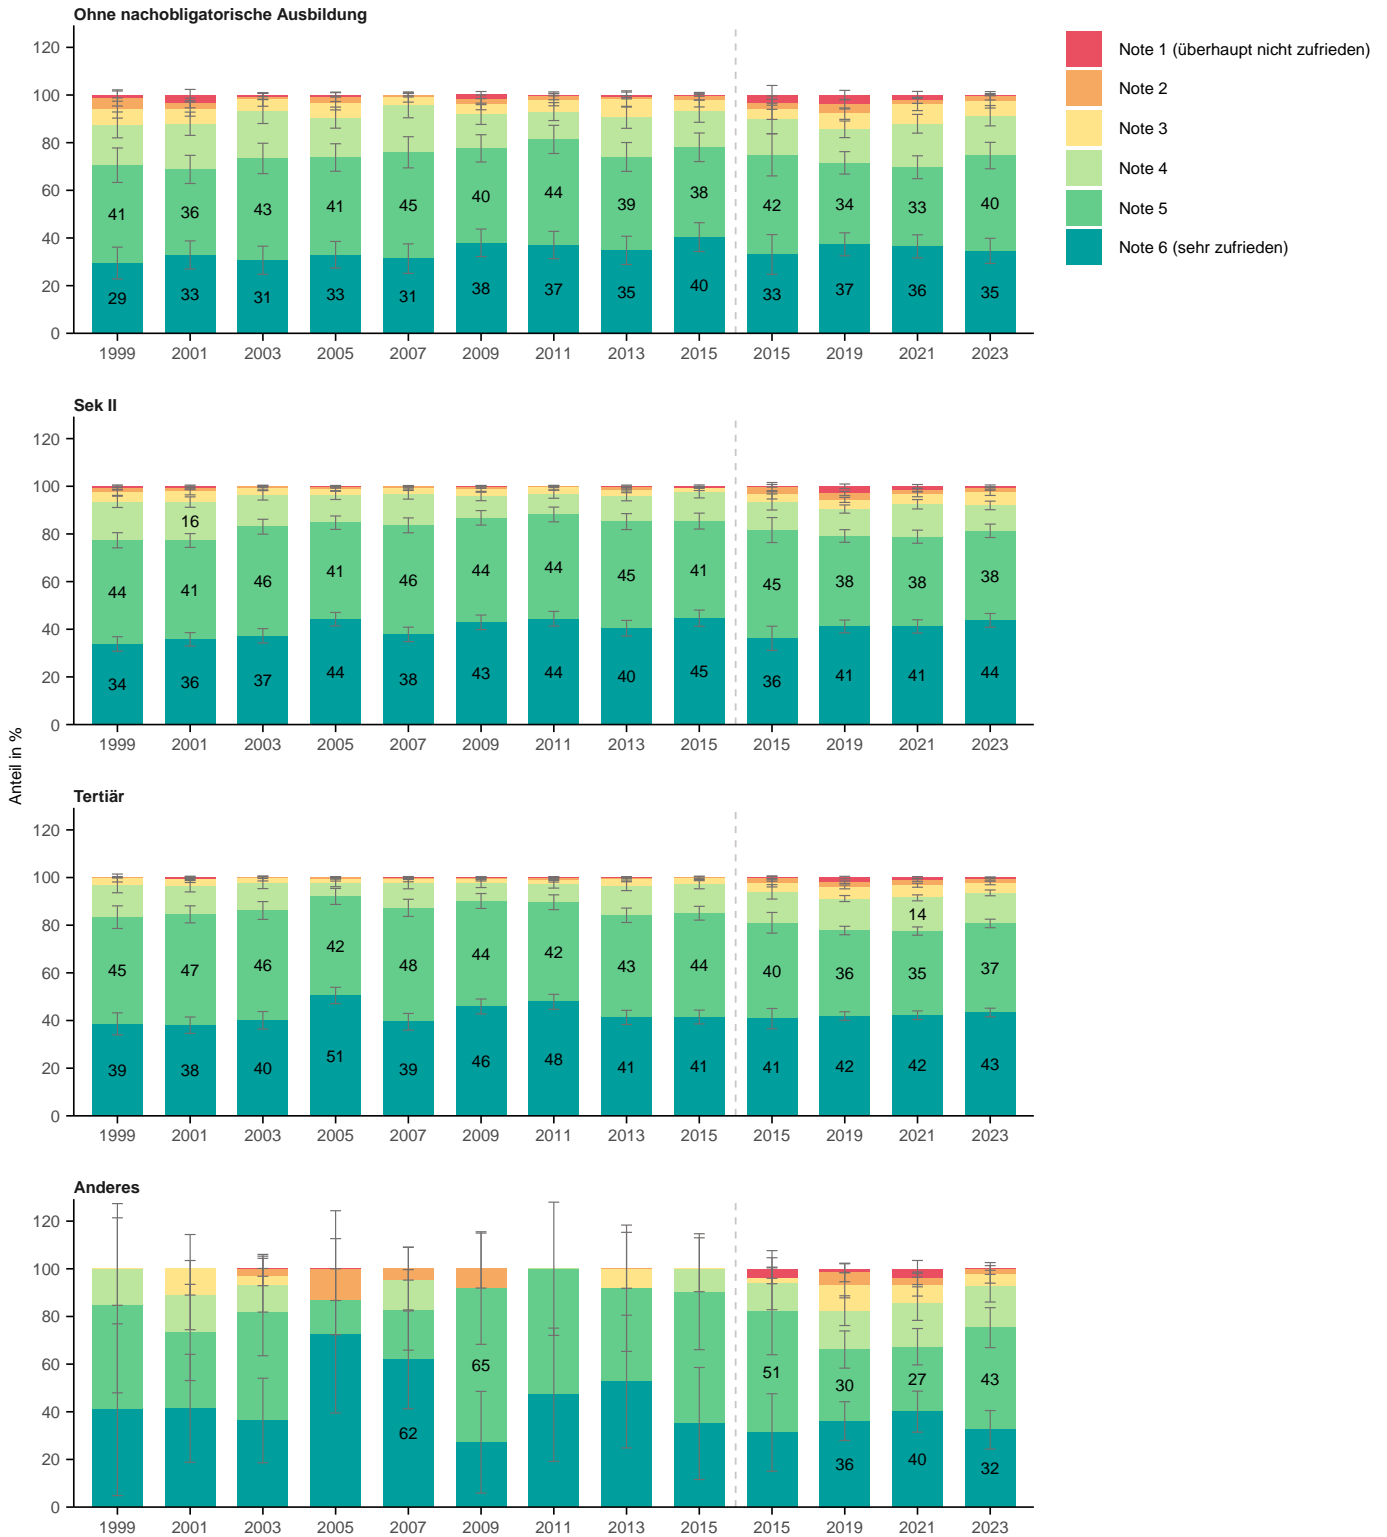 Ohne nachobligatorische Ausbildung
120
100
80
60
40
20
0
41 36 43 41 45 40 44 39 38 42 34 33 40
29 33 31 33 31 38 37 35 40 33 37 36 35
1999 2001 2003 2005 2007 2009 2011 2013 2015 2015 2019 2021 2023
Note 1 (überhaupt nicht zufrieden)
Note 2
Note 3
Note 4
Note 5
Note 6 (sehr zufrieden)
Anteil in %
Sek II
120
100
80
60
40
20
0
16
44 41 46 41 46 44 44 45 41 45 38 38 38
34 36 37 44 38 43 44 40 45 36 41 41 44
1999 2001 2003 2005 2007 2009 2011 2013 2015 2015 2019 2021 2023
Tertiär
120
100
80
60
40
20
0
14
45 47 46 42 48 44 42 43 44 40 36 35 37
39 38 40 51 39 46 48 41 41 41 42 42 43
1999 2001 2003 2005 2007 2009 2011 2013 2015 2015 2019 2021 2023
Anderes
120
100
80
60
40
20
0
65 51 30 27 43
62 36 40 32
1999 2001 2003 2005 2007 2009 2011 2013 2015 2015 2019 2021 2023